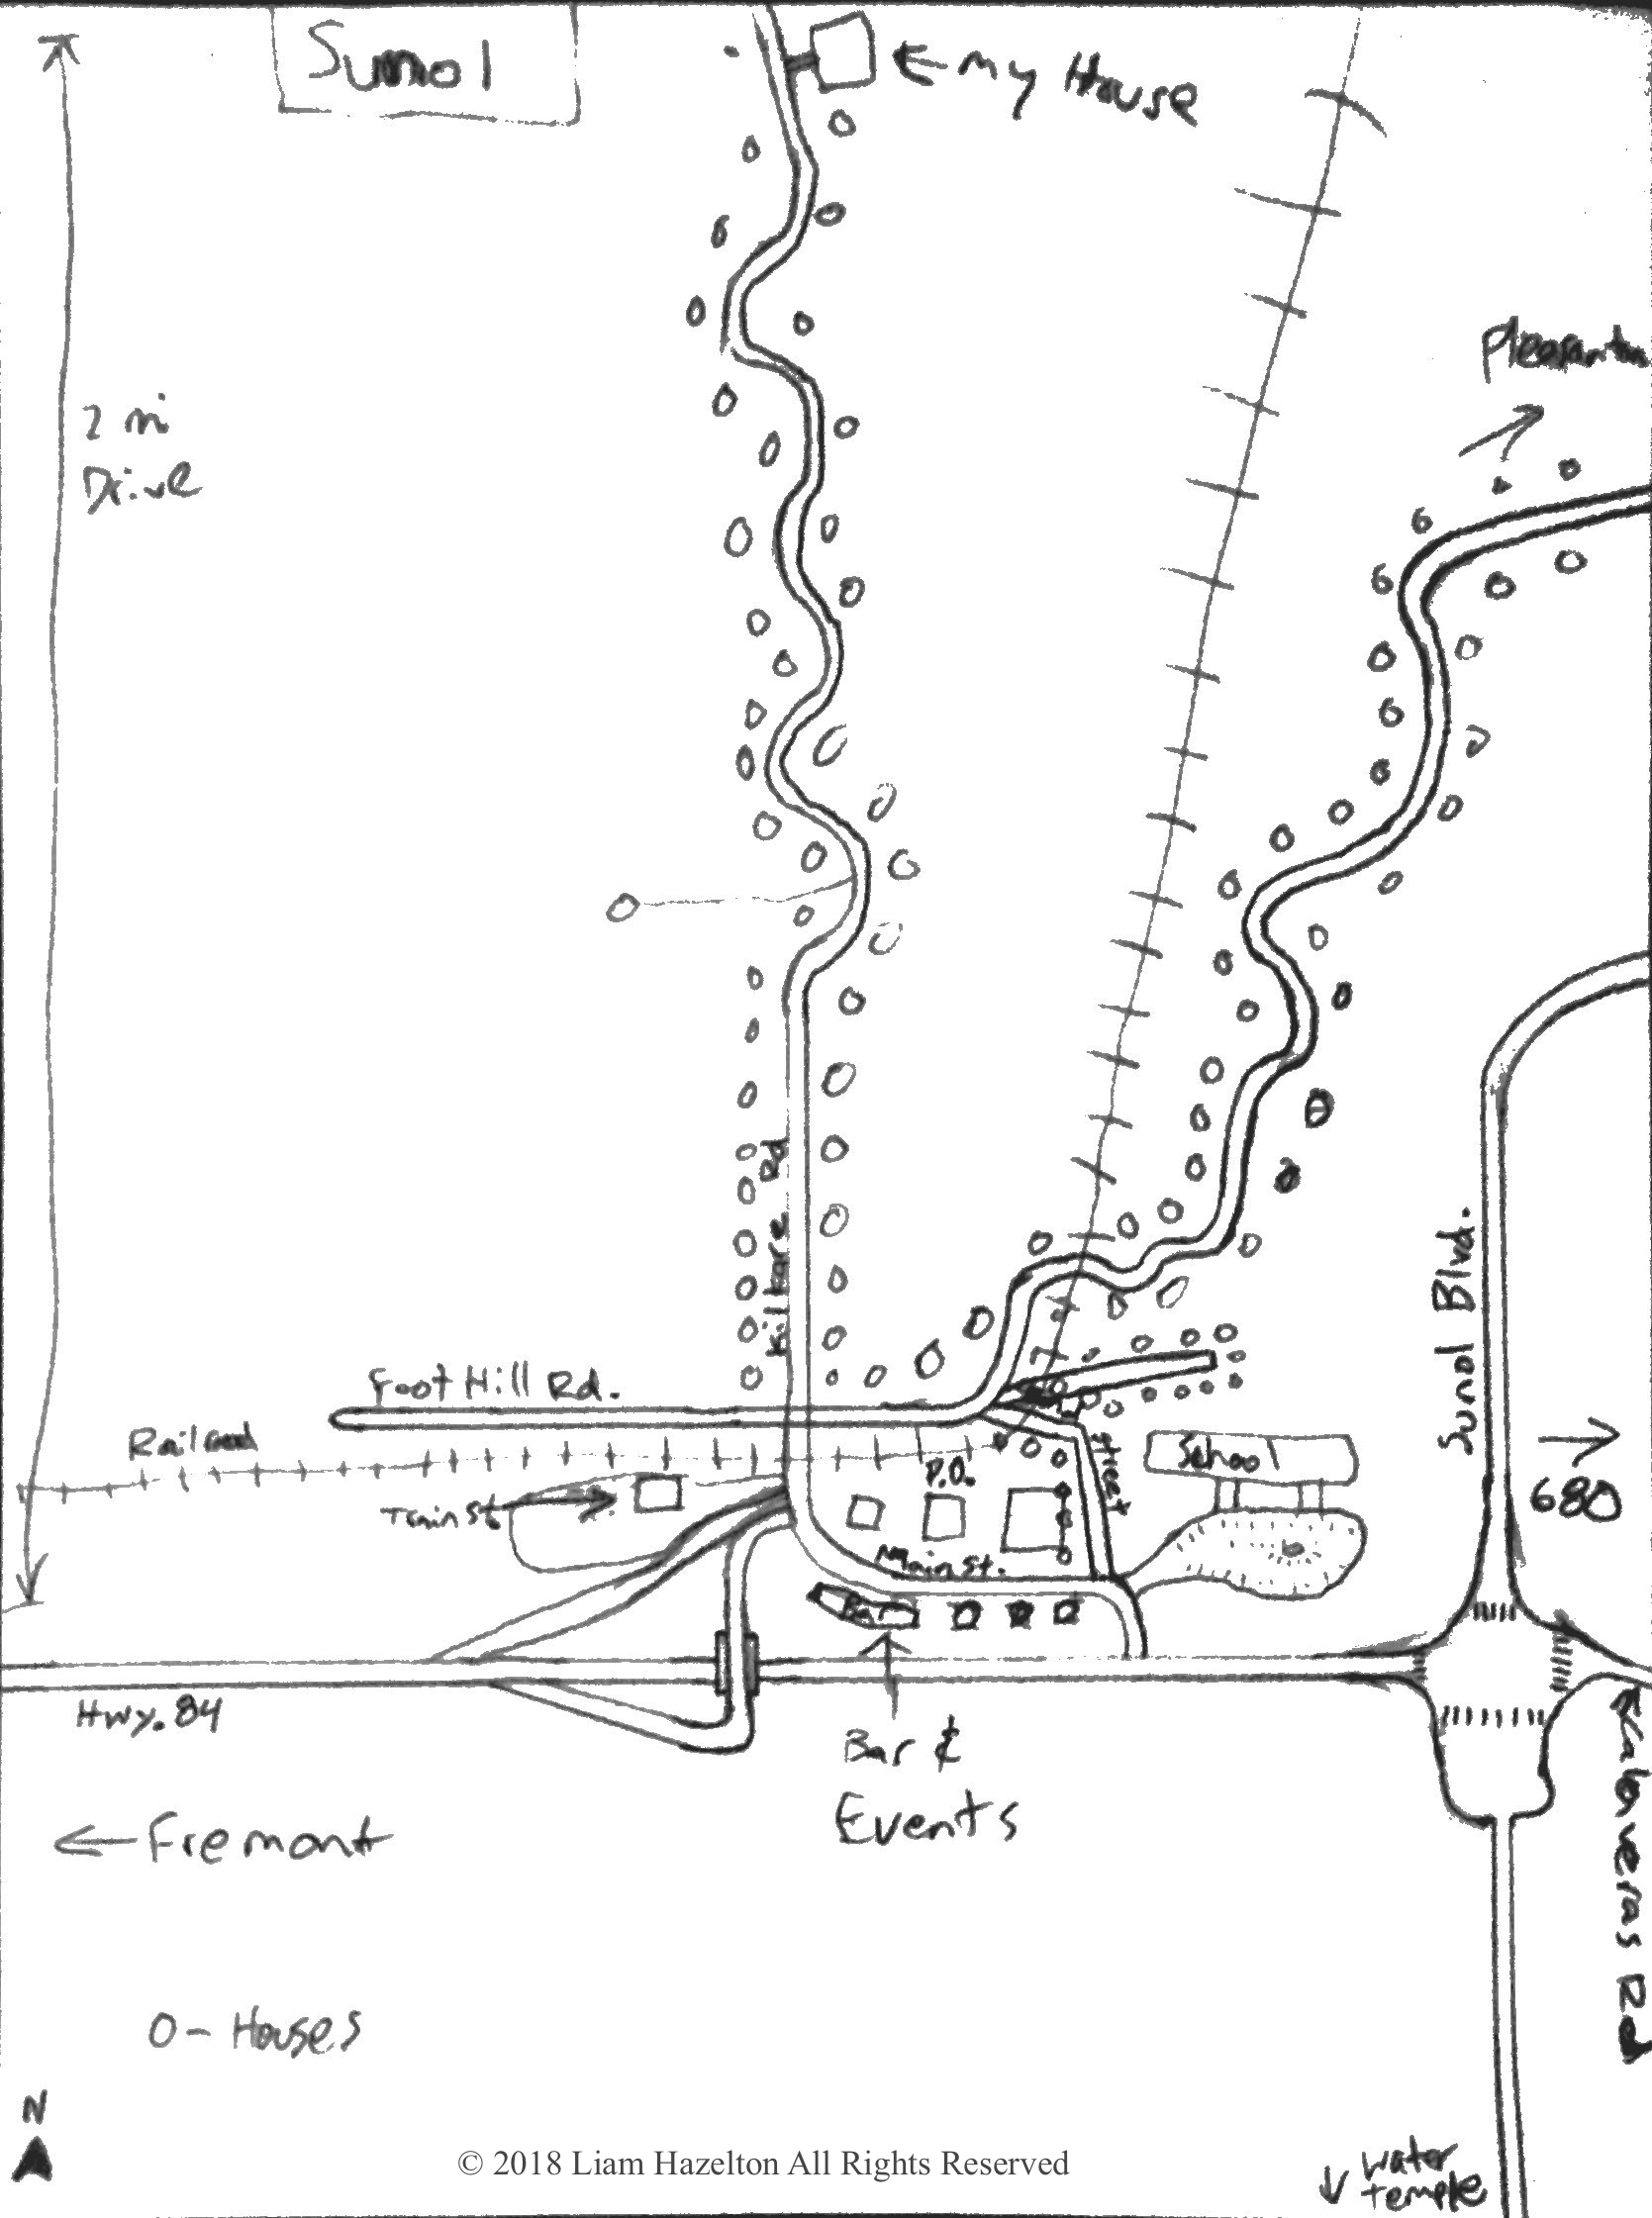 Sunol
← my House
Pleasanton
2 mi
Drive
Kilkare Rd
Foot Hill Rd.
Railroad
Train St.
P.O.
School
Street
Main St.
Bar
Sunol Blvd.
→
680
Hwy. 84
Bar &
Events
← Fremont
Calaveras Rd
O - Houses
N
© 2018 Liam Hazelton All Rights Reserved
↓ water
temple